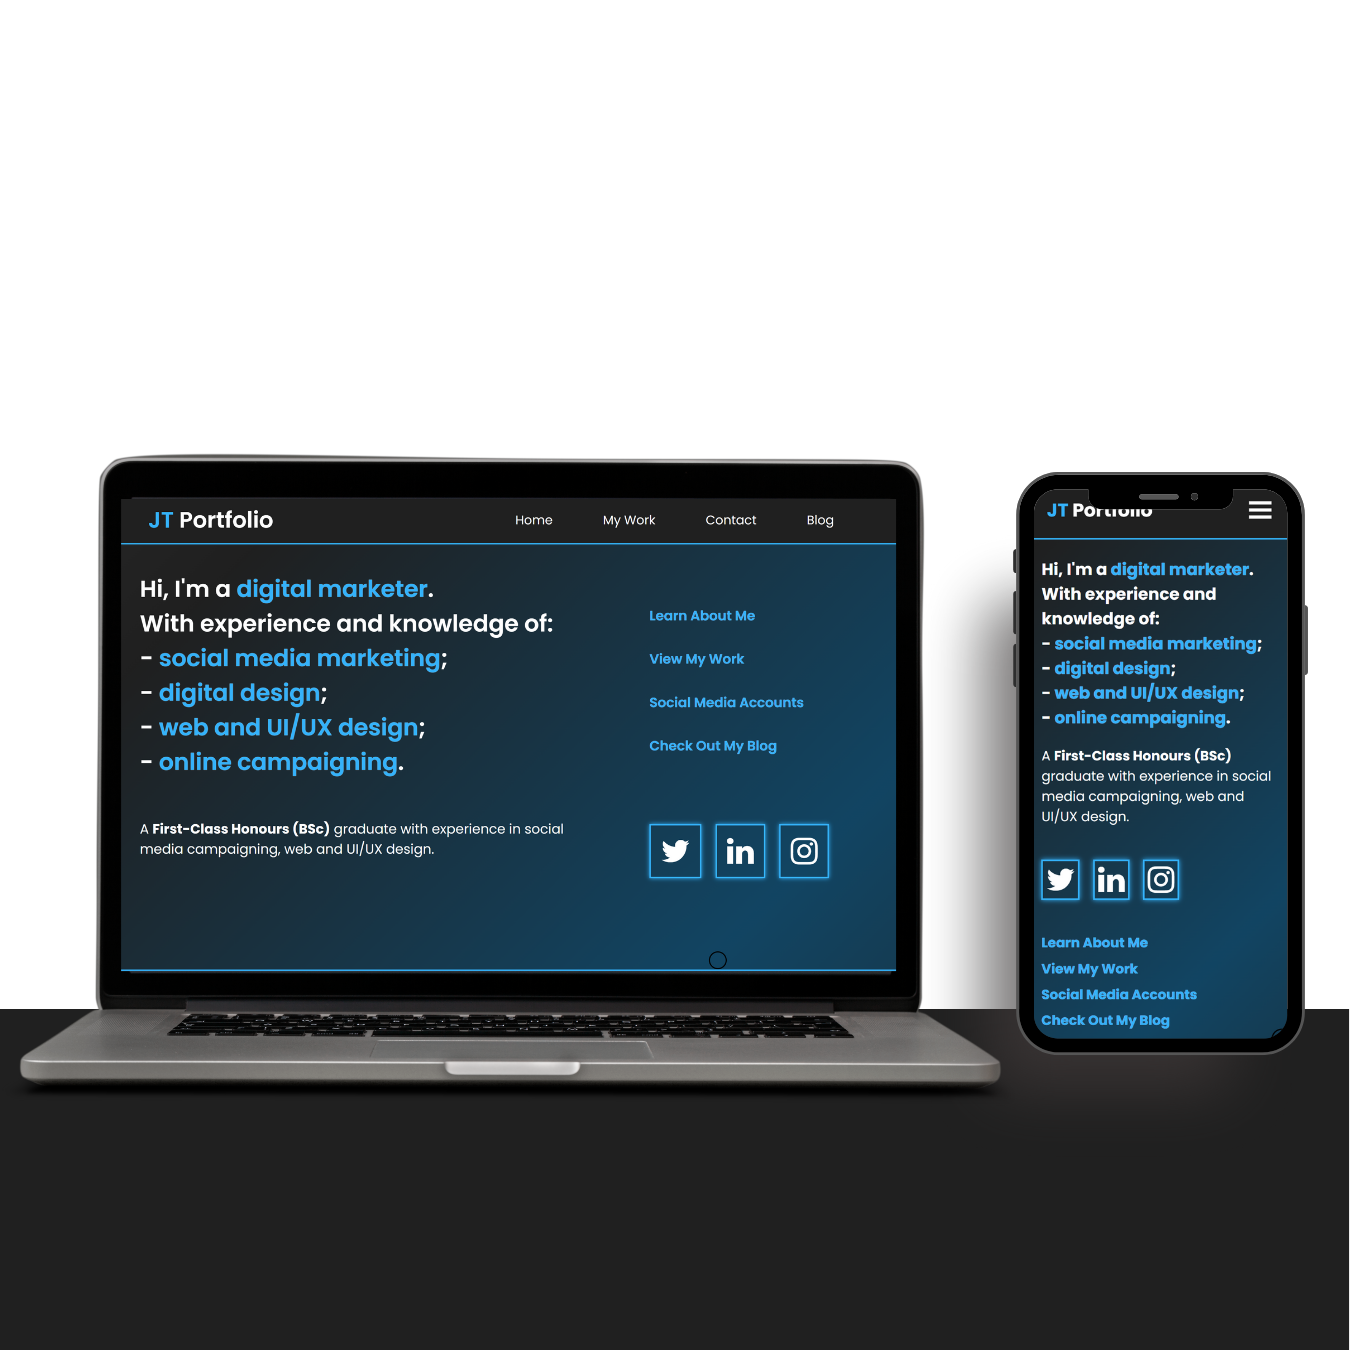 JT Portfolio
Home
My Work
Contact
Blog
Hi, I'm a digital marketer.
With experience and knowledge of:
- social media marketing;
- digital design;
- web and UI/UX design;
- online campaigning.
A First-Class Honours (BSc) graduate with experience in social
media campaigning, web and UI/UX design.
Learn About Me
View My Work
Social Media Accounts
Check Out My Blog
in
JT Portfolio
Hi, I'm a digital marketer.
With experience and
knowledge of:
- social media marketing;
- digital design;
- web and UI/UX design;
- online campaigning.
A First-Class Honours (BSc)
graduate with experience in social
media campaigning, web and
UI/UX design.
in
Learn About Me
View My Work
Social Media Accounts
Check Out My Blog